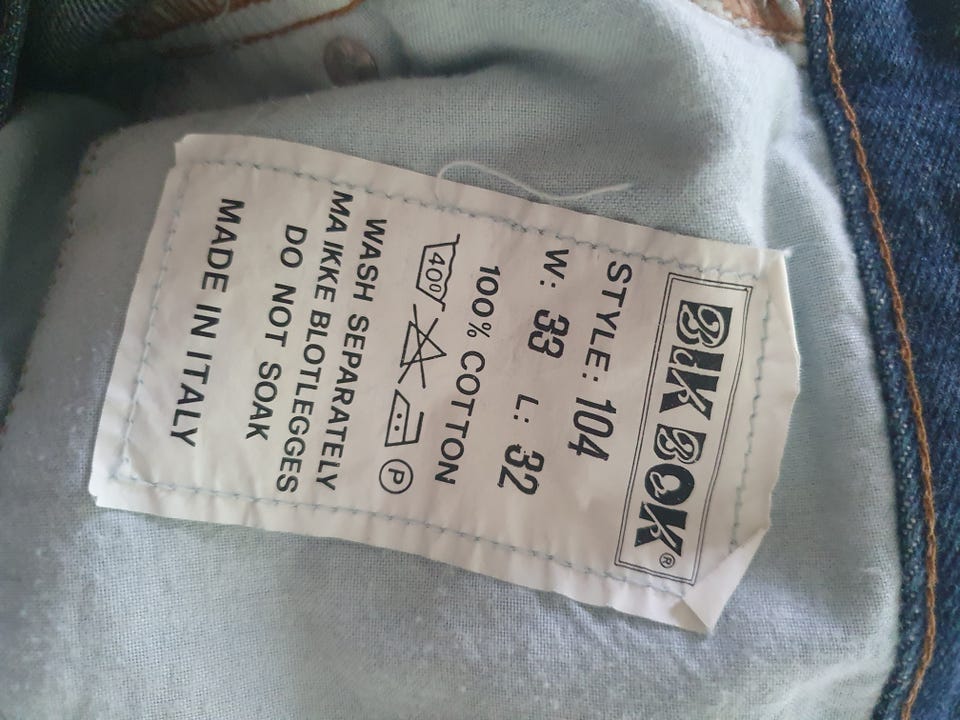 BIK BOK®
STYLE: 104
W: 33 L: 32
100% COTTON
40° P
WASH SEPARATELY
MA IKKE BLOTLEGGES
DO NOT SOAK
MADE IN ITALY